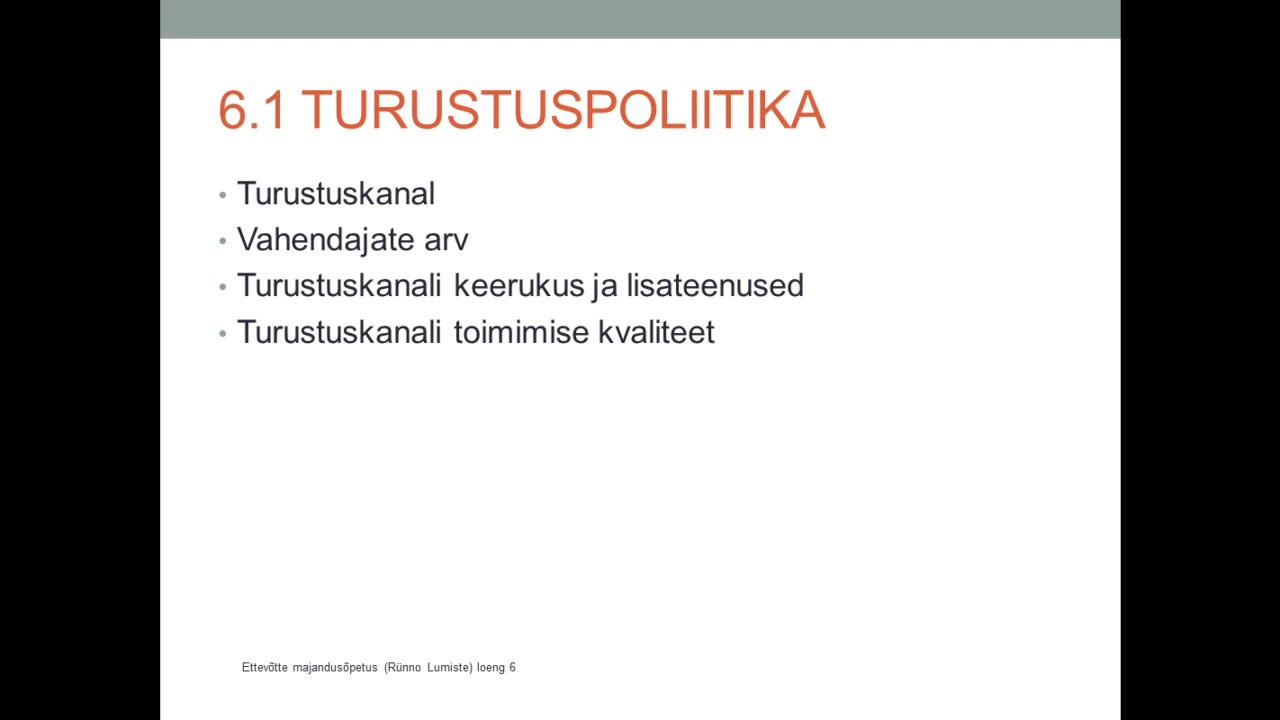 6.1 TURUSTUSPOLIITIKA
• Turustuskanal
• Vahendajate arv
• Turustuskanali keerukus ja lisateenused
• Turustuskanali toimimise kvaliteet
Ettevõtte majandusõpetus (Rünno Lumiste) loeng 6